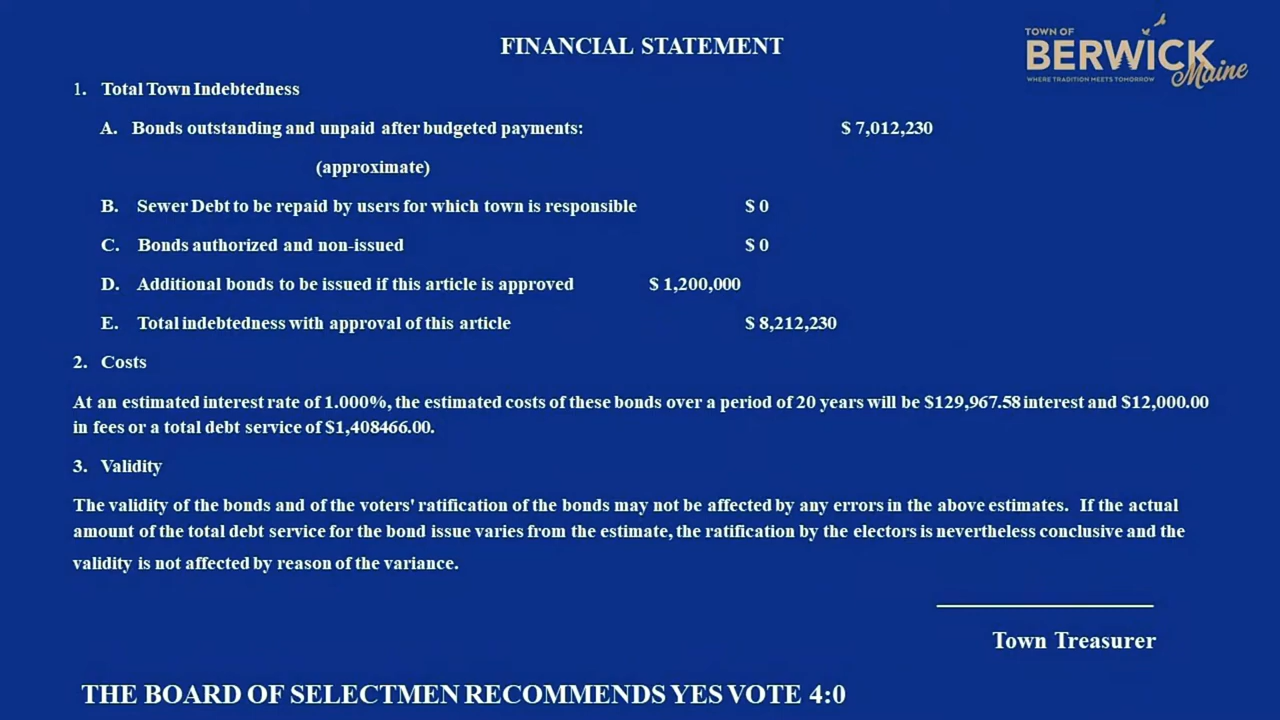 TOWN OF
BERWICK
Maine
WHERE TRADITION MEETS TOMORROW
FINANCIAL STATEMENT
1. Total Town Indebtedness
A. Bonds outstanding and unpaid after budgeted payments: $ 7,012,230
(approximate)
B. Sewer Debt to be repaid by users for which town is responsible $ 0
C. Bonds authorized and non-issued $ 0
D. Additional bonds to be issued if this article is approved $ 1,200,000
E. Total indebtedness with approval of this article $ 8,212,230
2. Costs
At an estimated interest rate of 1.000%, the estimated costs of these bonds over a period of 20 years will be $129,967.58 interest and $12,000.00
in fees or a total debt service of $1,408466.00.
3. Validity
The validity of the bonds and of the voters' ratification of the bonds may not be affected by any errors in the above estimates. If the actual
amount of the total debt service for the bond issue varies from the estimate, the ratification by the electors is nevertheless conclusive and the
validity is not affected by reason of the variance.
Town Treasurer
THE BOARD OF SELECTMEN RECOMMENDS YES VOTE 4:0